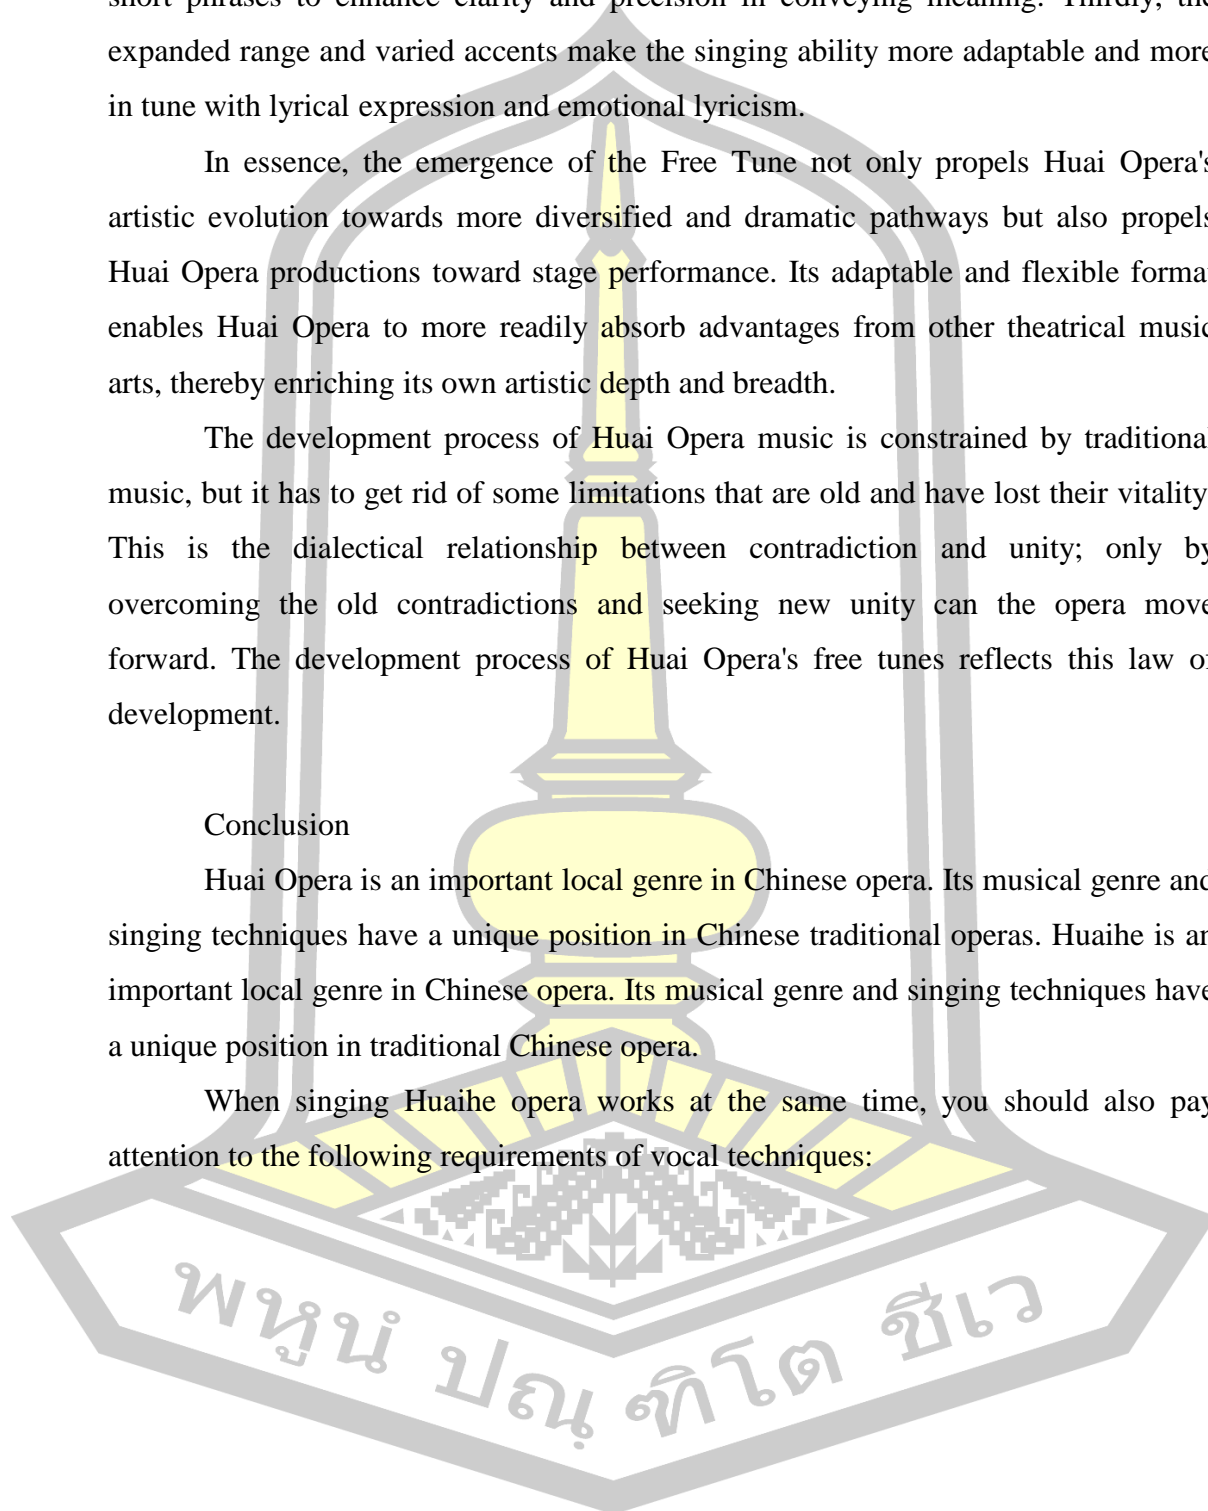 short phrases to enhance clarity and precision in conveying meaning. Thirdly, the
expanded range and varied accents make the singing ability more adaptable and more
in tune with lyrical expression and emotional lyricism.
In essence, the emergence of the Free Tune not only propels Huai Opera's
artistic evolution towards more diversified and dramatic pathways but also propels
Huai Opera productions toward stage performance. Its adaptable and flexible format
enables Huai Opera to more readily absorb advantages from other theatrical music
arts, thereby enriching its own artistic depth and breadth.
The development process of Huai Opera music is constrained by traditional
music, but it has to get rid of some limitations that are old and have lost their vitality.
This is the dialectical relationship between contradiction and unity; only by
overcoming the old contradictions and seeking new unity can the opera move
forward. The development process of Huai Opera's free tunes reflects this law of
development.
Conclusion
Huai Opera is an important local genre in Chinese opera. Its musical genre and
singing techniques have a unique position in Chinese traditional operas. Huaihe is an
important local genre in Chinese opera. Its musical genre and singing techniques have
a unique position in traditional Chinese opera.
When singing Huaihe opera works at the same time, you should also pay
attention to the following requirements of vocal techniques:
พหูนํ ปณฺ ฑิโต ชีเว